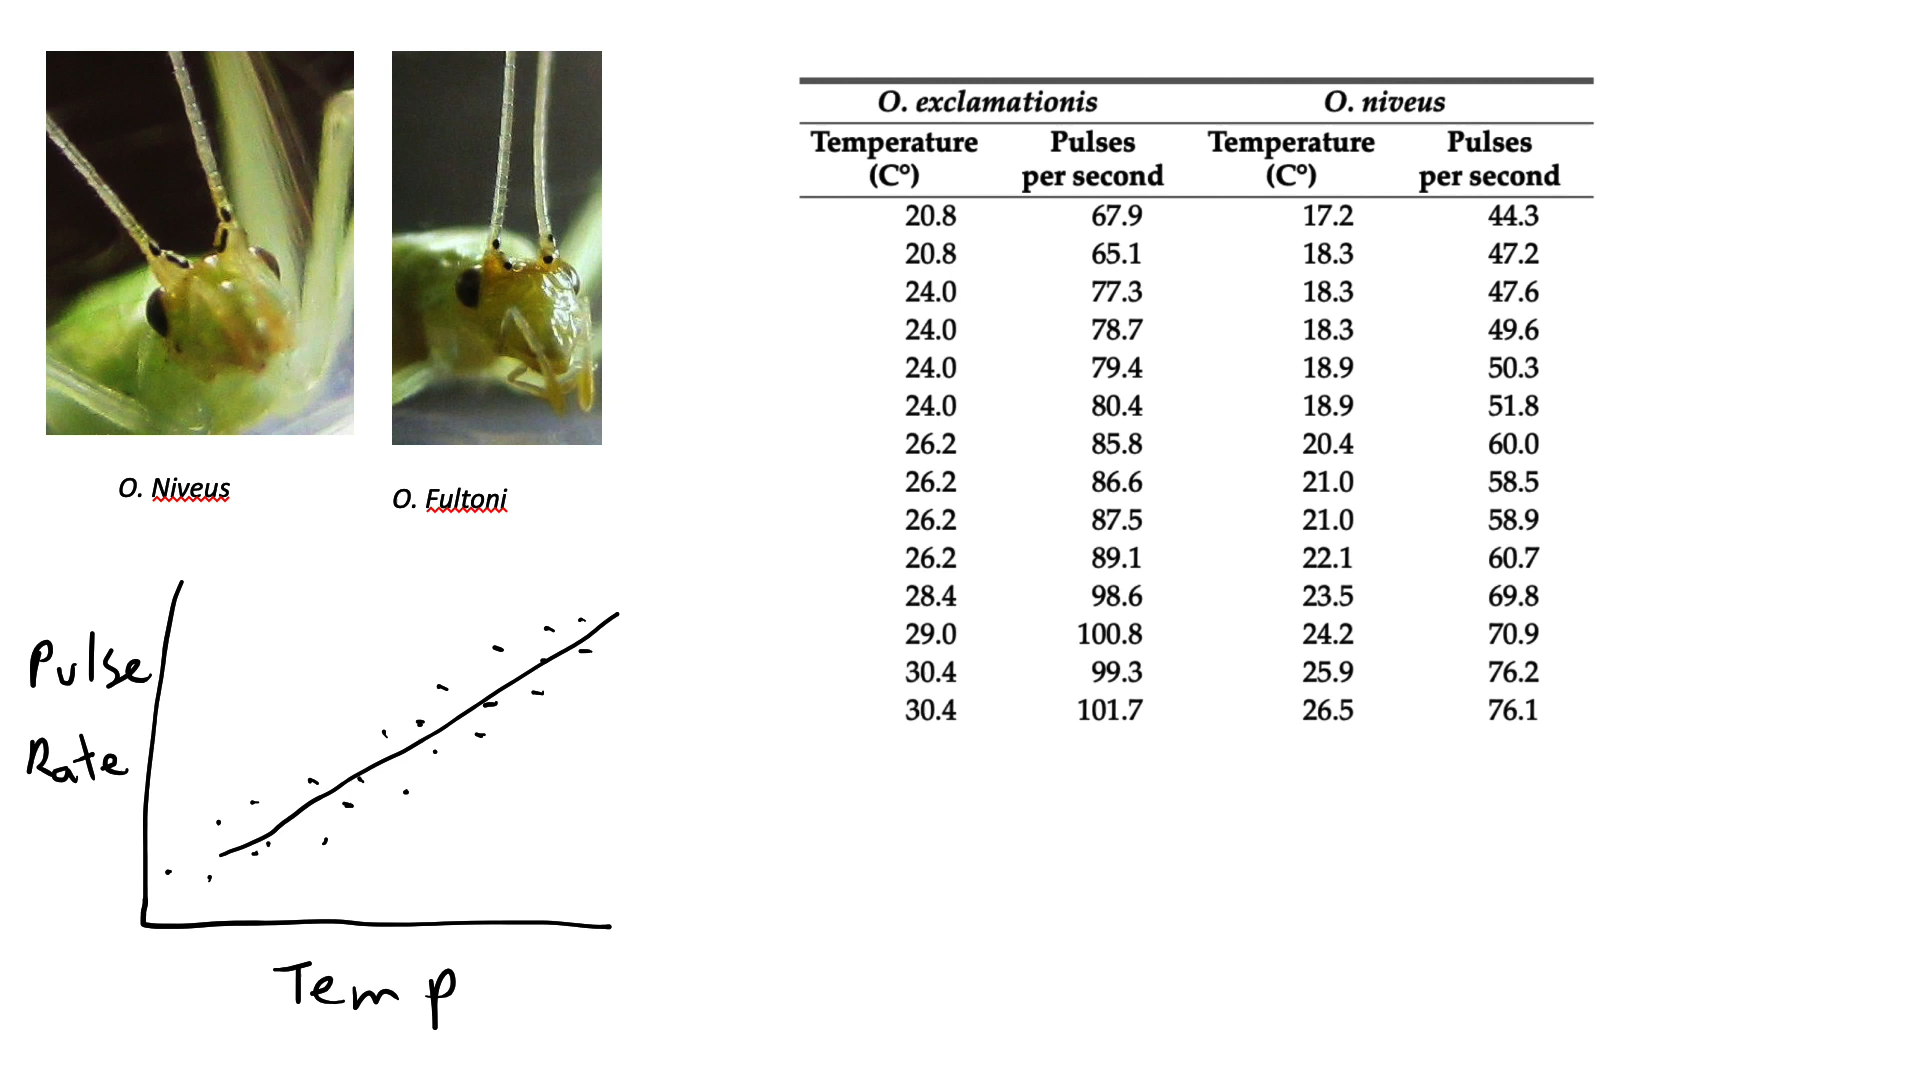 O. Niveus
O. Fultoni
Pulse
Rate
Temp
O. exclamationis O. niveus
Temperature Pulses Temperature Pulses
(C°) per second (C°) per second
20.8 67.9 17.2 44.3
20.8 65.1 18.3 47.2
24.0 77.3 18.3 47.6
24.0 78.7 18.3 49.6
24.0 79.4 18.9 50.3
24.0 80.4 18.9 51.8
26.2 85.8 20.4 60.0
26.2 86.6 21.0 58.5
26.2 87.5 21.0 58.9
26.2 89.1 22.1 60.7
28.4 98.6 23.5 69.8
29.0 100.8 24.2 70.9
30.4 99.3 25.9 76.2
30.4 101.7 26.5 76.1